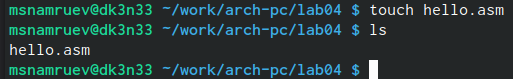 msnamruev@dk3n33 ~/work/arch-pc/lab04 $ touch hello.asm
msnamruev@dk3n33 ~/work/arch-pc/lab04 $ ls
hello.asm
msnamruev@dk3n33 ~/work/arch-pc/lab04 $